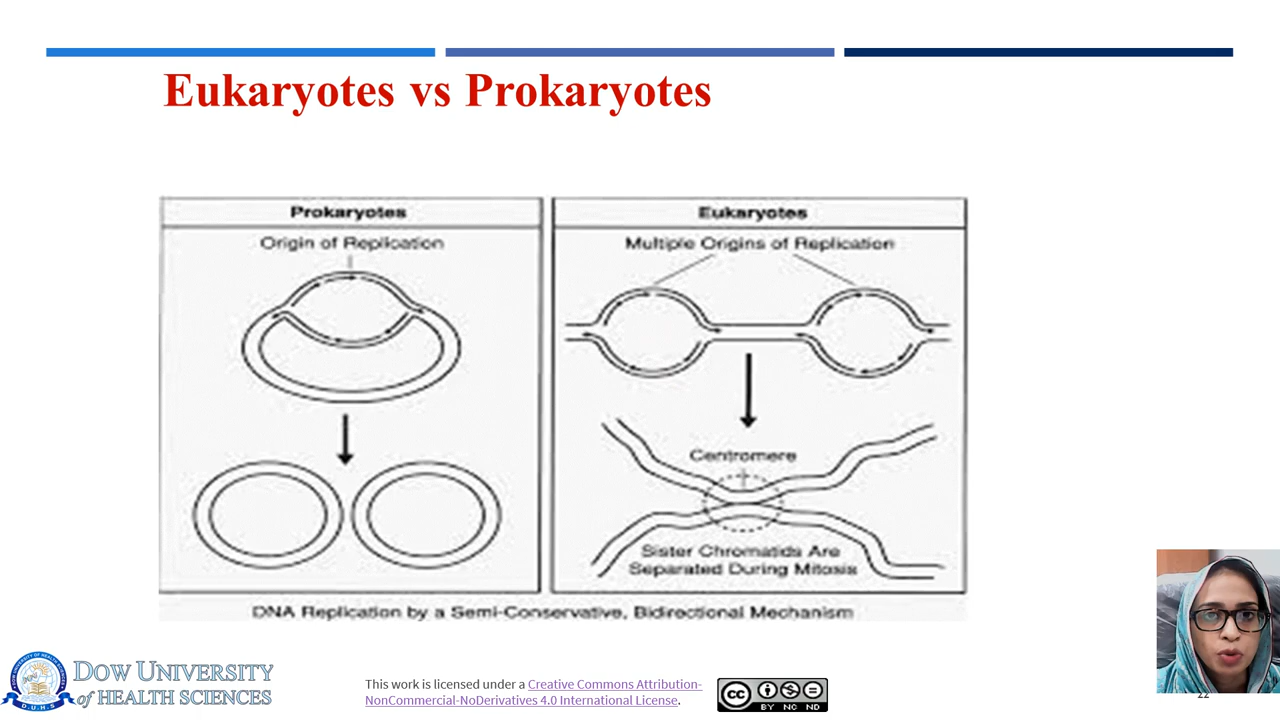 Eukaryotes vs Prokaryotes
Prokaryotes
Origin of Replication
Eukaryotes
Multiple Origins of Replication
Centromere
Sister Chromatids Are
Separated During Mitosis
DNA Replication by a Semi-Conservative, Bidirectional Mechanism
DOW UNIVERSITY
of HEALTH SCIENCES
D.U.H.S
This work is licensed under a Creative Commons Attribution-
NonCommercial-NoDerivatives 4.0 International License.
cc
BY NC ND
22